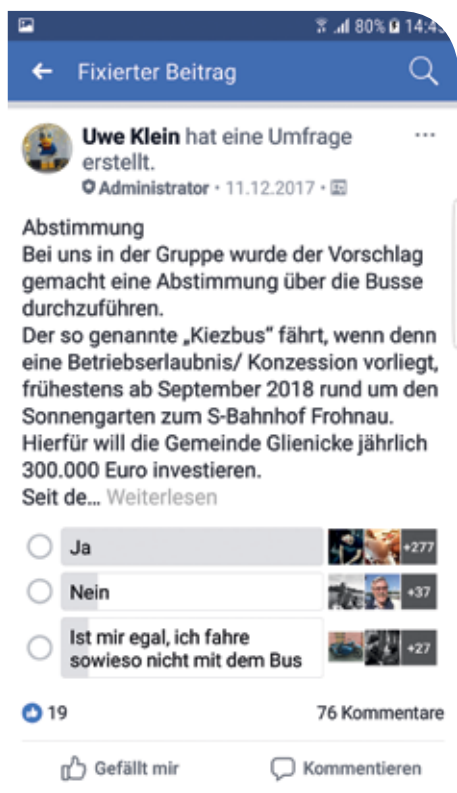 80% 14:4
Fixierter Beitrag
Uwe Klein hat eine Umfrage
erstellt.
Administrator · 11.12.2017 ·
Abstimmung
Bei uns in der Gruppe wurde der Vorschlag
gemacht eine Abstimmung über die Busse
durchzuführen.
Der so genannte „Kiezbus“ fährt, wenn denn
eine Betriebserlaubnis/ Konzession vorliegt,
frühestens ab September 2018 rund um den
Sonnengarten zum S-Bahnhof Frohnau.
Hierfür will die Gemeinde Glienicke jährlich
300.000 Euro investieren.
Seit de... Weiterlesen
Ja +277
Nein +37
Ist mir egal, ich fahre
sowieso nicht mit dem Bus +27
19 76 Kommentare
Gefällt mir Kommentieren